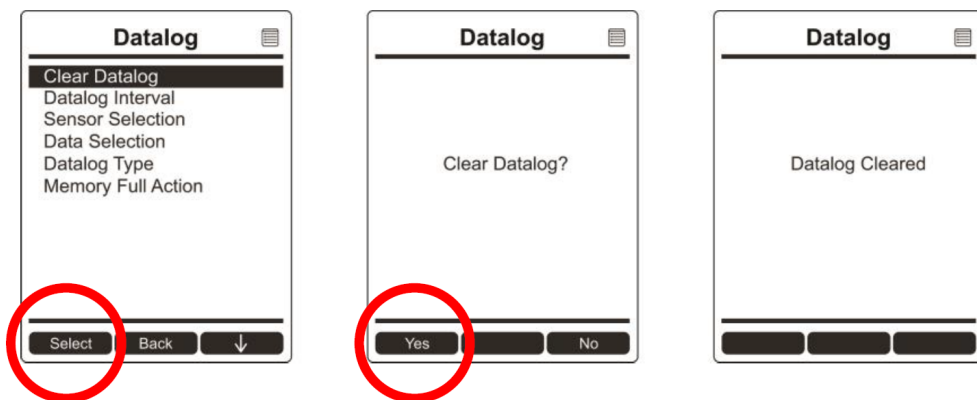 Datalog
Clear Datalog
Datalog Interval
Sensor Selection
Data Selection
Datalog Type
Memory Full Action
Select Back ↓
Datalog
Clear Datalog?
Yes No
Datalog
Datalog Cleared